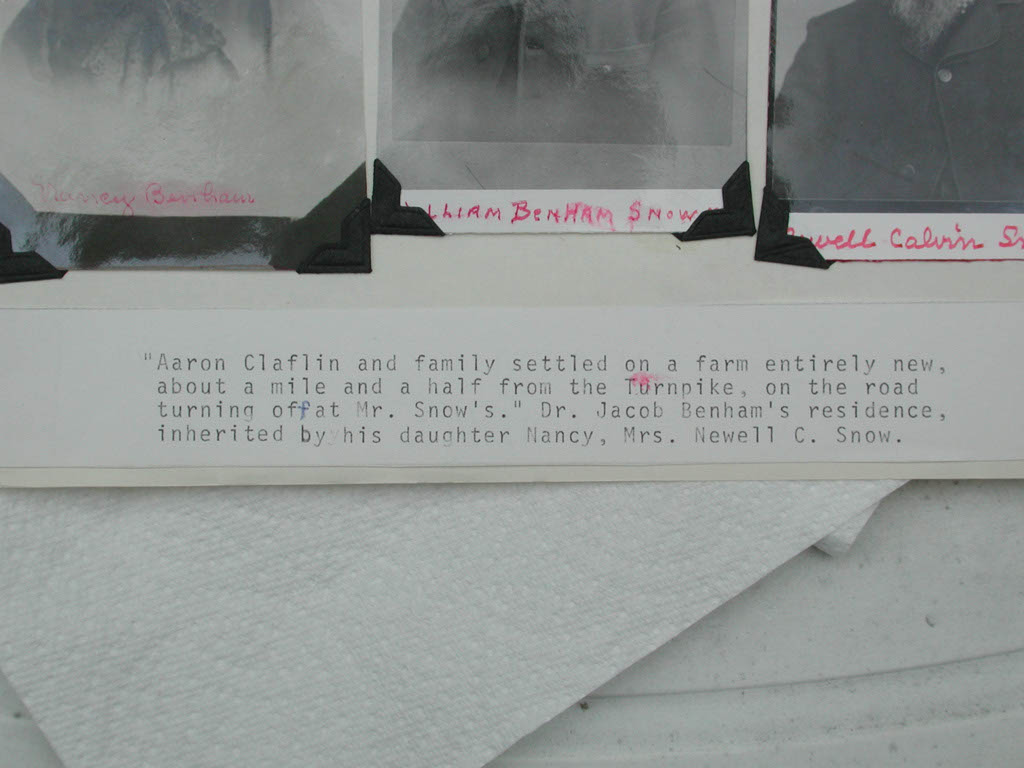 Nancy Benham
LLIAM BENHAM SNOW
Newell Calvin Sn
"Aaron Claflin and family settled on a farm entirely new,
about a mile and a half from the Turnpike, on the road
turning off at Mr. Snow's." Dr. Jacob Benham's residence,
inherited by his daughter Nancy, Mrs. Newell C. Snow.